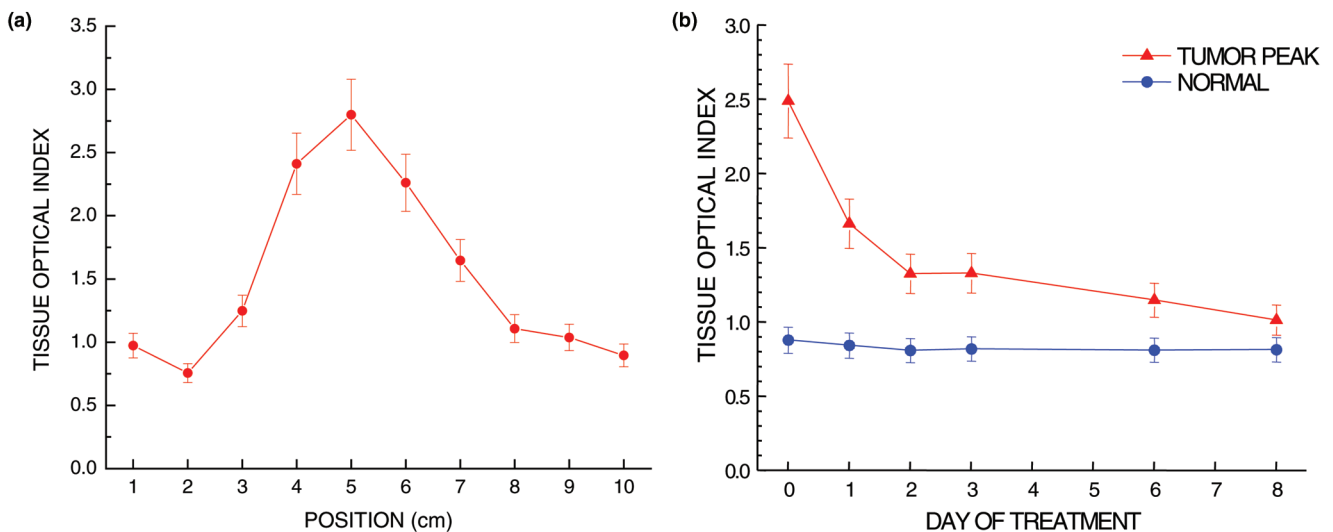 (a)
3.5
3.0
2.5
2.0
1.5
1.0
0.5
0.0
TISSUE OPTICAL INDEX
1 2 3 4 5 6 7 8 9 10
POSITION (cm)
(b)
3.0
2.5
2.0
1.5
1.0
0.5
0.0
TISSUE OPTICAL INDEX
TUMOR PEAK
NORMAL
0 1 2 3 4 5 6 7 8
DAY OF TREATMENT